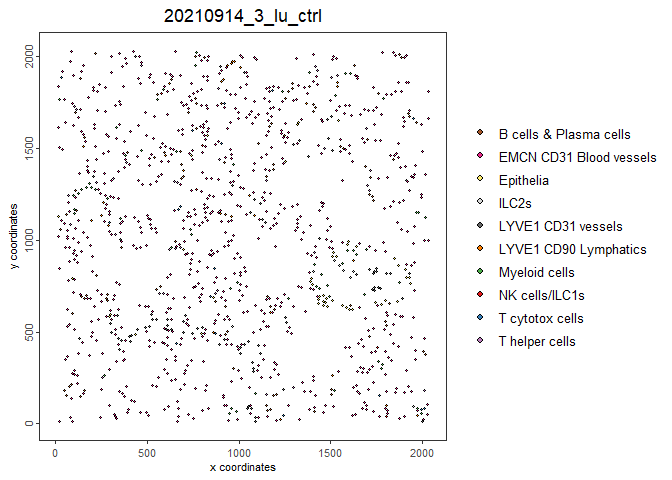 20210914_3_lu_ctrl
2000
1500
1000
500
0
y coordinates
0 500 1000 1500 2000
x coordinates
B cells & Plasma cells
EMCN CD31 Blood vessels
Epithelia
ILC2s
LYVE1 CD31 vessels
LYVE1 CD90 Lymphatics
Myeloid cells
NK cells/ILC1s
T cytotox cells
T helper cells